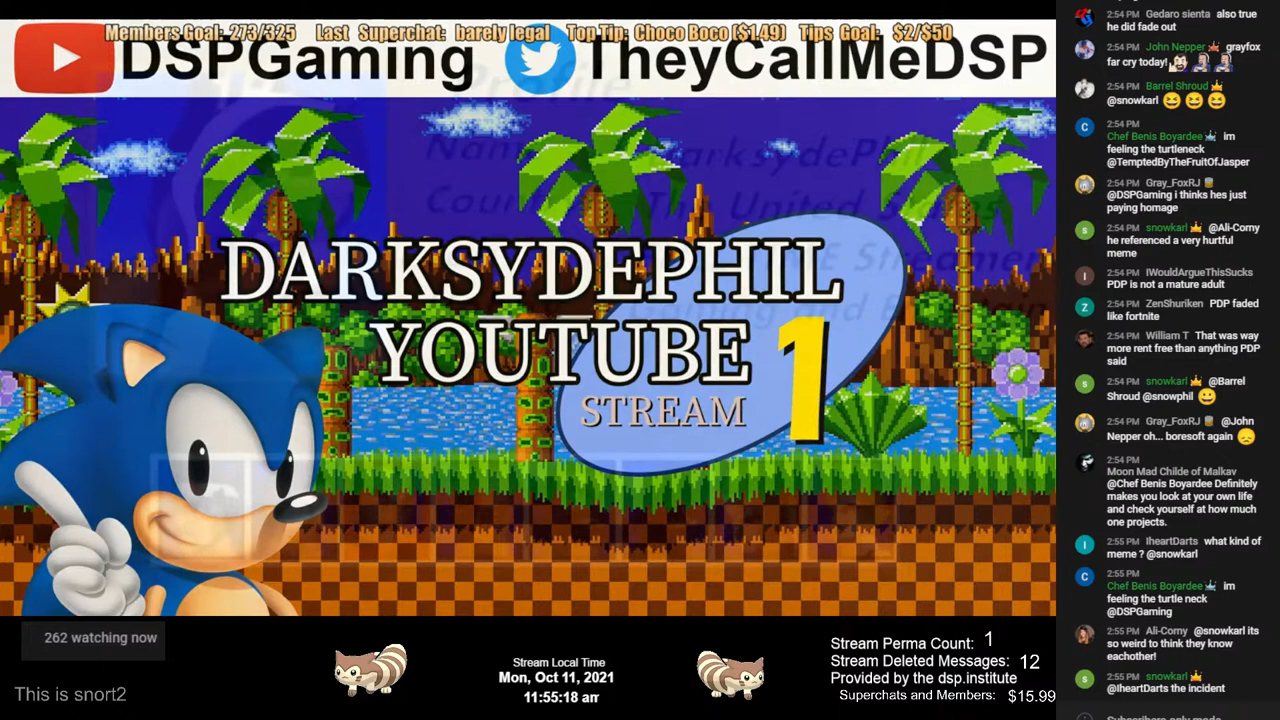 Members Goal: 273/325 Last Superchat: barely legal Top Tip: Choco Boco ($1.49) Tips Goal: $2/$50
DSPGaming TheyCallMeDSP
Profile
DARKSYDEPHIL
YOUTUBE 1
STREAM
262 watching now
This is snort2
Stream Local Time
Mon, Oct 11, 2021
11:55:18 am
Stream Perma Count: 1
Stream Deleted Messages: 12
Provided by the dsp.institute
Superchats and Members: $15.99
2:54 PM Gedaro sienta also true
he did fade out
2:54 PM John Nepper grayfox
far cry today!
2:54 PM Barrel Shroud
@snowkarl
2:54 PM
Chef Benis Boyardee im
feeling the turtleneck
@TemptedByTheFruitOfJasper
2:54 PM Gray_FoxRJ
@DSPGaming i thinks hes just
paying homage
2:54 PM snowkarl @Ali-Corny
he referenced a very hurtful
meme
2:54 PM IWouldArgueThisSucks
PDP is not a mature adult
2:54 PM ZenShuriken PDP faded
like fortnite
2:54 PM William T That was way
more rent free than anything PDP
said
2:54 PM snowkarl @Barrel
Shroud @snowphil
2:54 PM Gray_FoxRJ @John
Nepper oh... boresoft again
2:54 PM
Moon Mad Childe of Malkav
@Chef Benis Boyardee Definitely
makes you look at your own life
and check yourself at how much
one projects.
2:55 PM IheartDarts what kind of
meme ? @snowkarl
2:55 PM
Chef Benis Boyardee im
feeling the turtle neck
@DSPGaming
2:55 PM Ali-Corny @snowkarl its
so weird to think they know
eachother!
2:55 PM snowkarl
@IheartDarts the incident